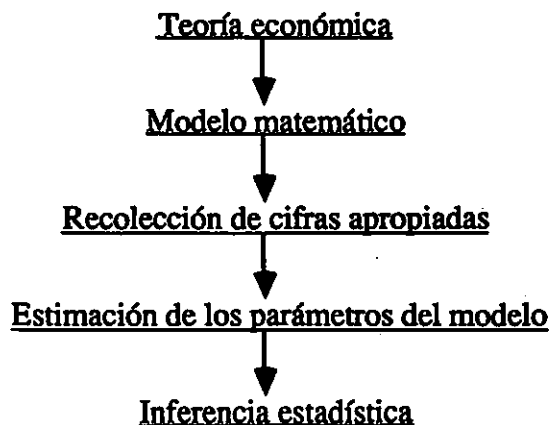 Teoría económica
Modelo matemático
Recolección de cifras apropiadas
Estimación de los parámetros del modelo
Inferencia estadística